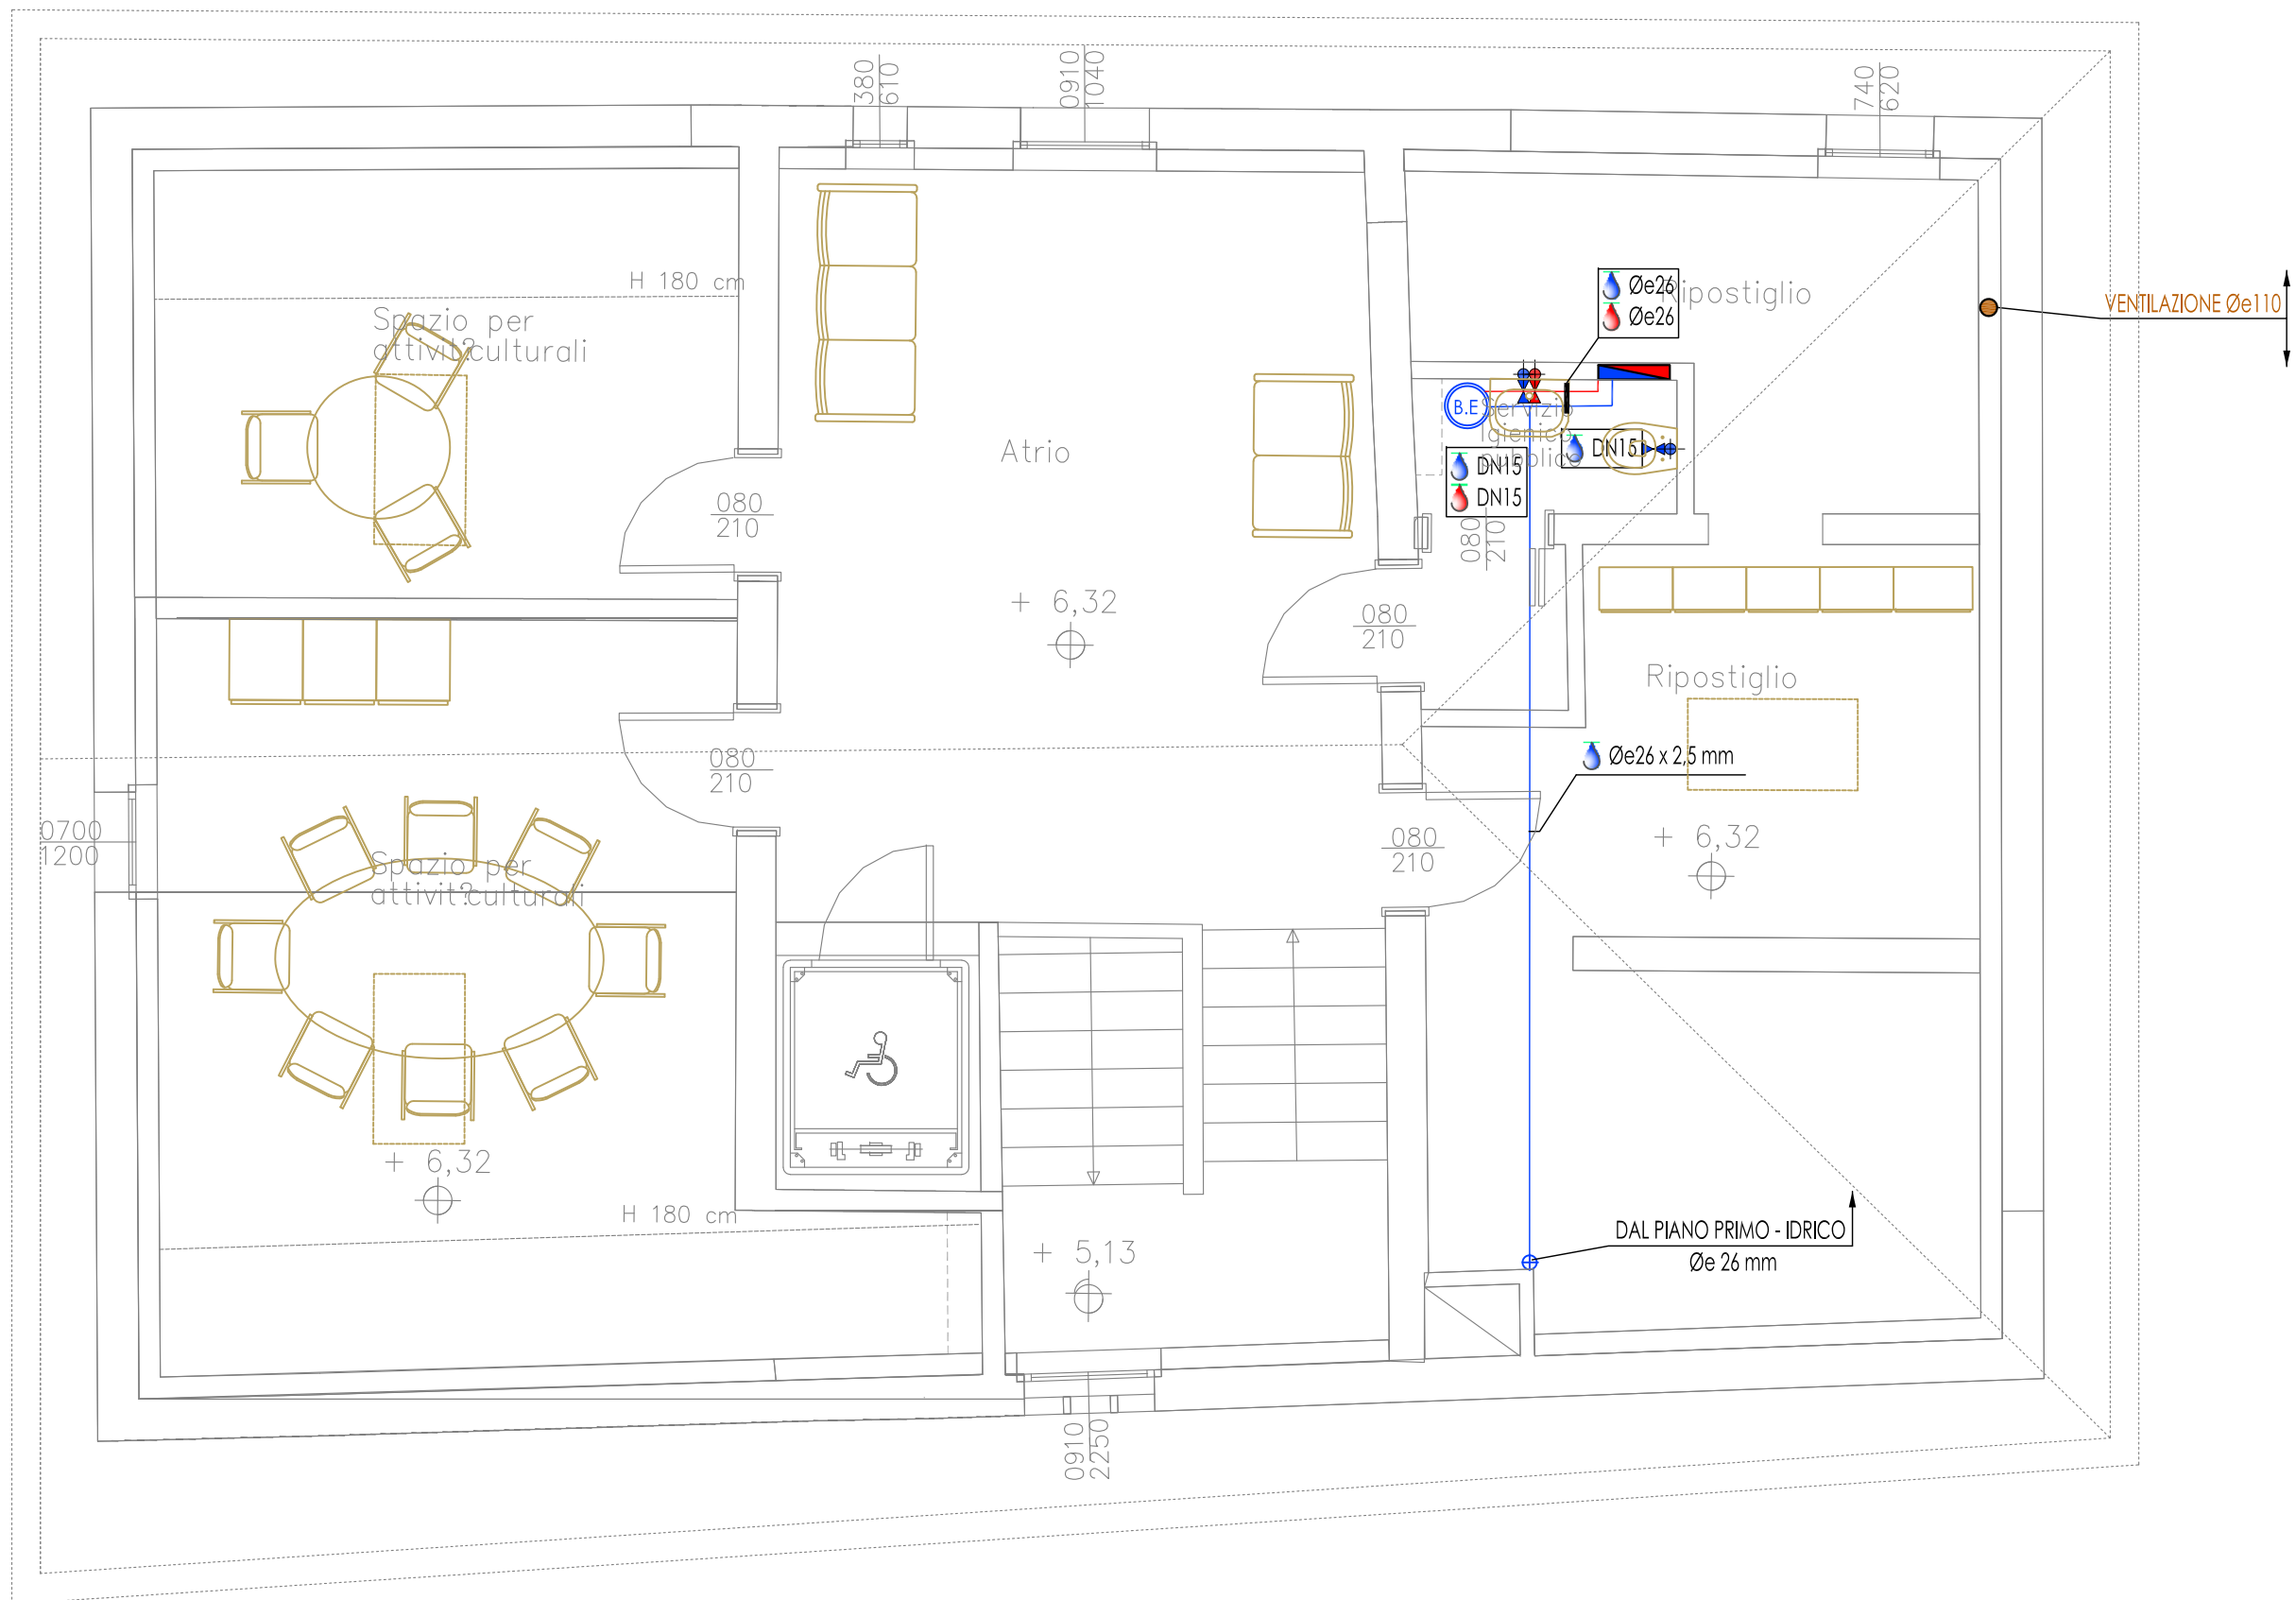 380
610
0910
1040
740
620
H 180 cm
Spazio per
attivit?culturali
Øe26
Øe26
Ripostiglio
VENTILAZIONE Øe110
B.E
Servizio
Igienico
pubblico
DN15
DN15
DN15
Atrio
080
210
080
210
+ 6,32
080
210
Ripostiglio
080
210
Øe26 x 2,5 mm
0700
1200
Spazio per
attivit?culturali
080
210
+ 6,32
+ 6,32
H 180 cm
+ 5,13
DAL PIANO PRIMO - IDRICO
Øe 26 mm
0910
2250